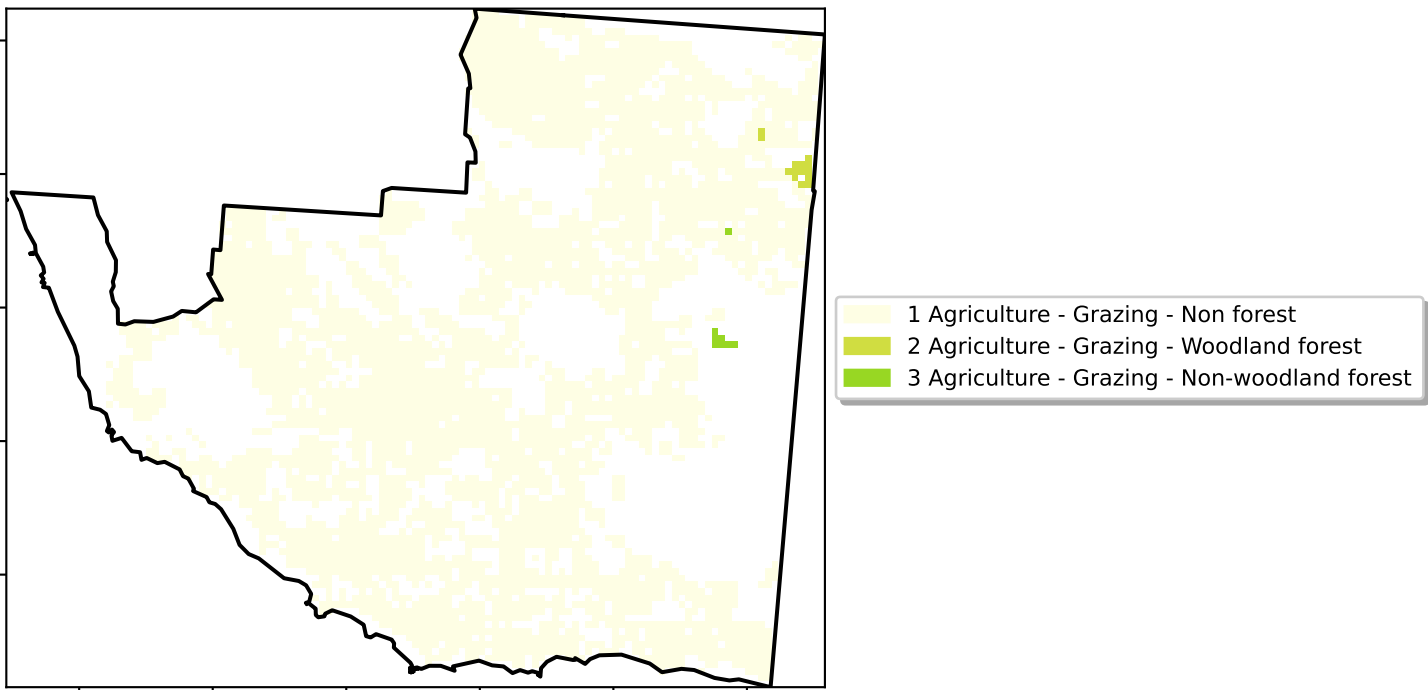 1 Agriculture - Grazing - Non forest
2 Agriculture - Grazing - Woodland forest
3 Agriculture - Grazing - Non-woodland forest